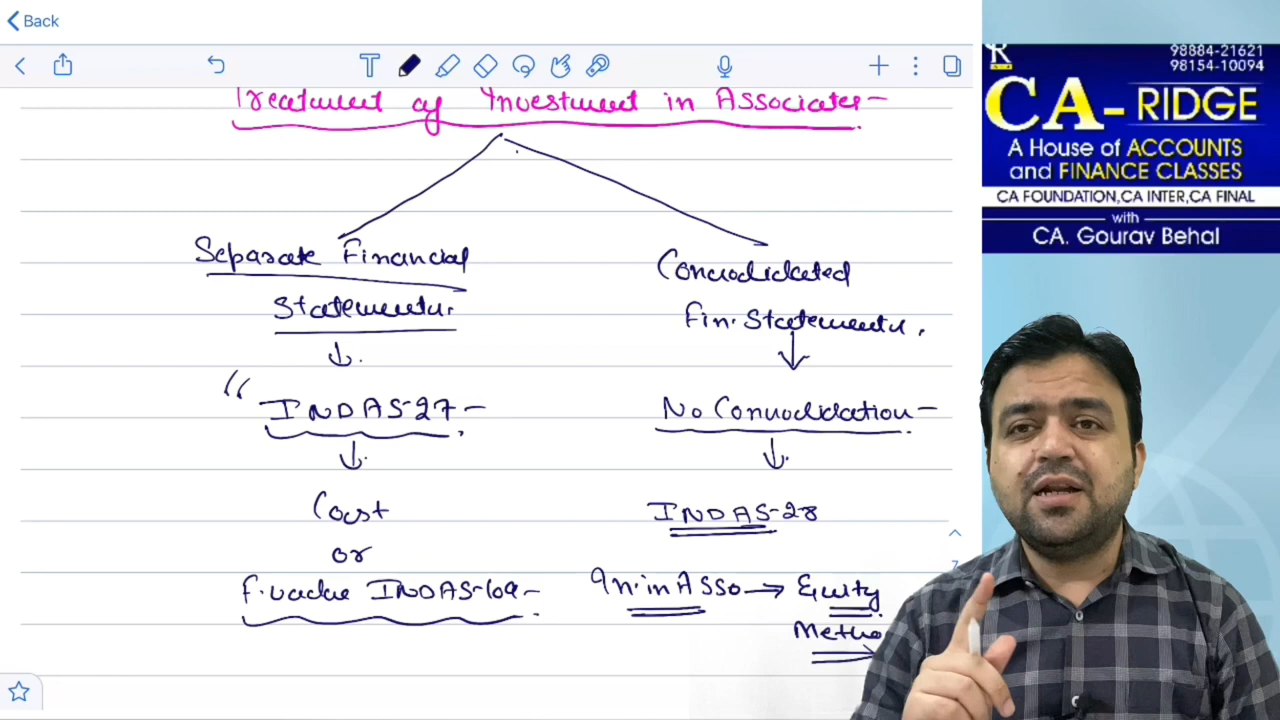 Back
98884-21621
98154-10094
CA- RIDGE
A House of ACCOUNTS
and FINANCE CLASSES
CA FOUNDATION,CA INTER,CA FINAL
with
CA. Gourav Behal
Treatment of Investment in Associates-
Separate Financial
Statements.
Consolidated
Fin. Statements.
"INDAS-27-
No Consolidation-
Cost
INDAS-28
or
F.value INDAS-109-
In.in Asso → Equity
Metho